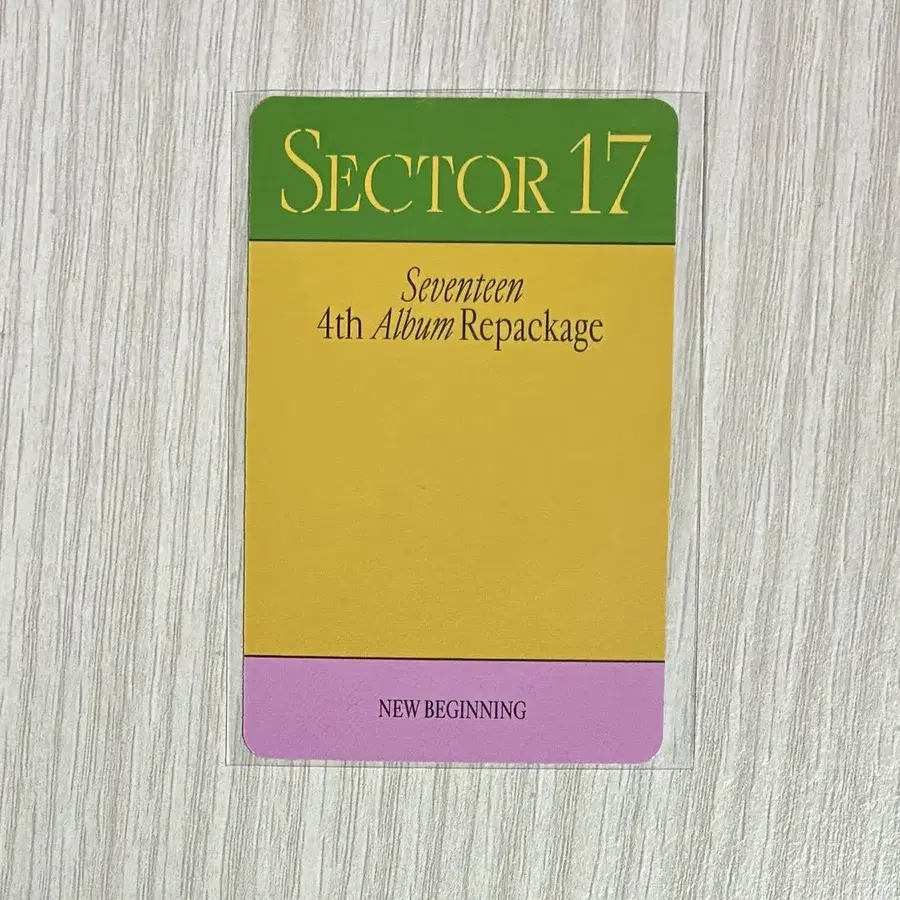 SECTOR 17
Seventeen
4th Album Repackage
NEW BEGINNING